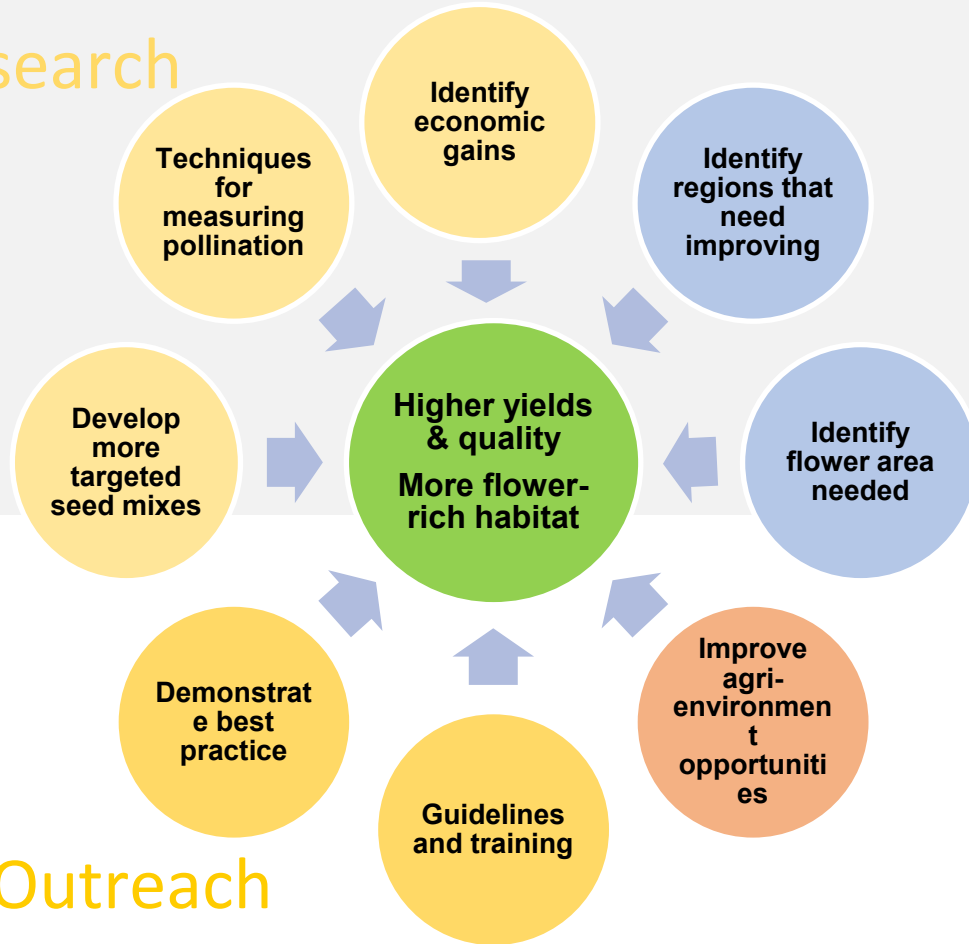 search
Identify
economic
gains
Techniques
for
measuring
pollination
Identify
regions that
need
improving
Develop
more
targeted
seed mixes
Higher yields
& quality
More flower-
rich habitat
Identify
flower area
needed
Demonstrat
e best
practice
Improve
agri-
environmen
t
opportuniti
es
Guidelines
and training
Outreach